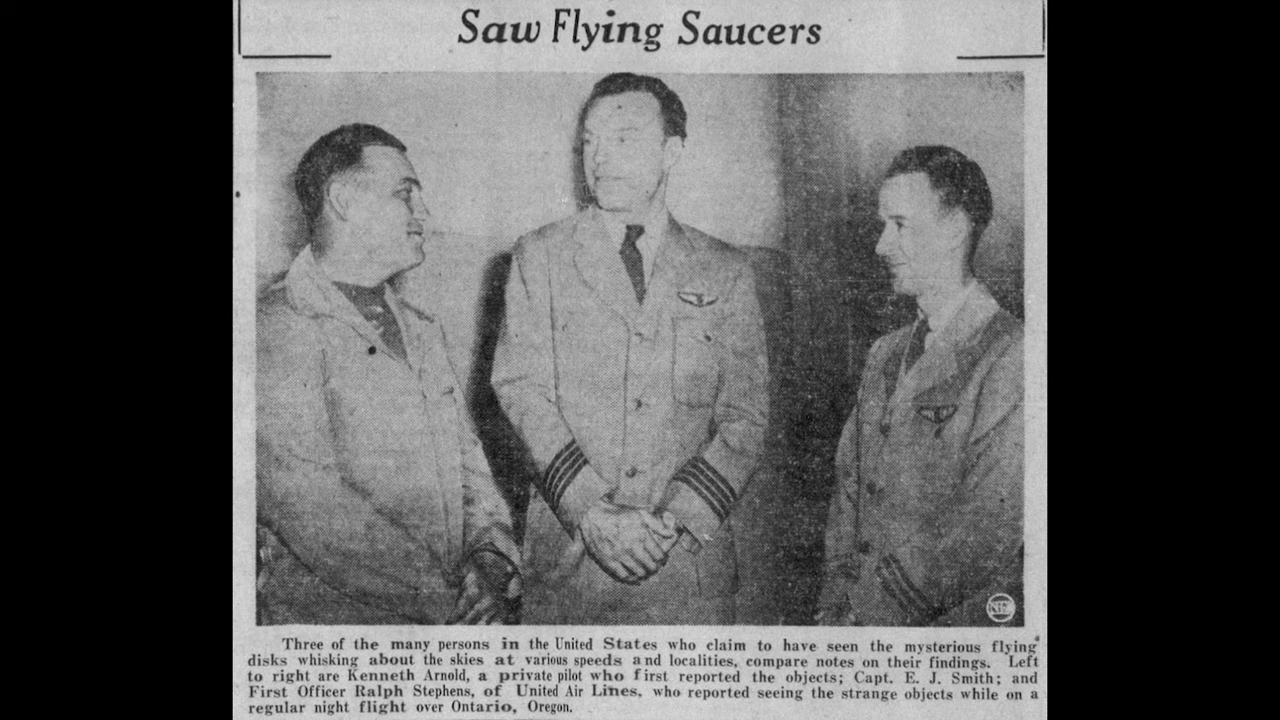 Saw Flying Saucers
Three of the many persons in the United States who claim to have seen the mysterious flying
disks whisking about the skies at various speeds and localities, compare notes on their findings. Left
to right are Kenneth Arnold, a private pilot who first reported the objects; Capt. E. J. Smith; and
First Officer Ralph Stephens, of United Air Lines, who reported seeing the strange objects while on a
regular night flight over Ontario, Oregon.